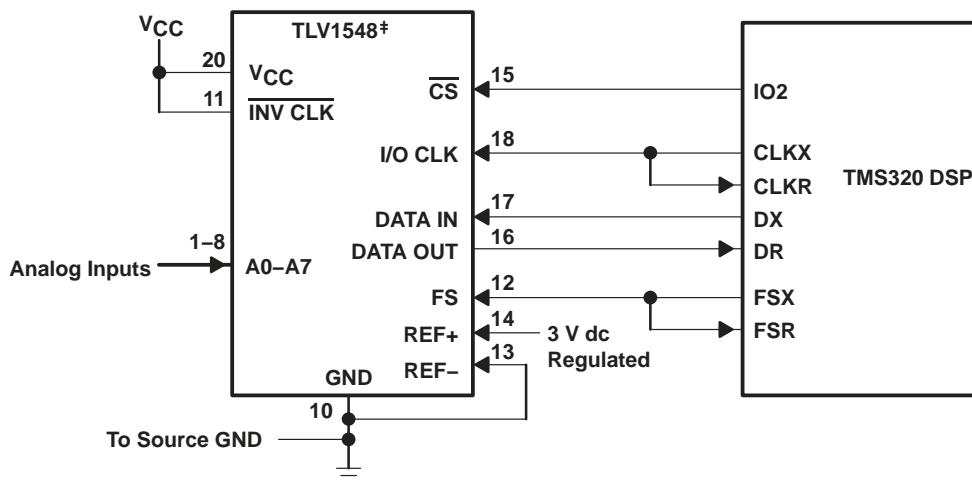 VCC
TLV1548‡
20
VCC
15
CS
IO2
11
INV CLK
18
I/O CLK
CLKX
CLKR
TMS320 DSP
17
DATA IN
DX
16
DATA OUT
DR
1–8
Analog Inputs
A0–A7
12
FS
FSX
14
REF+
3 V dc
Regulated
FSR
13
REF–
GND
10
To Source GND